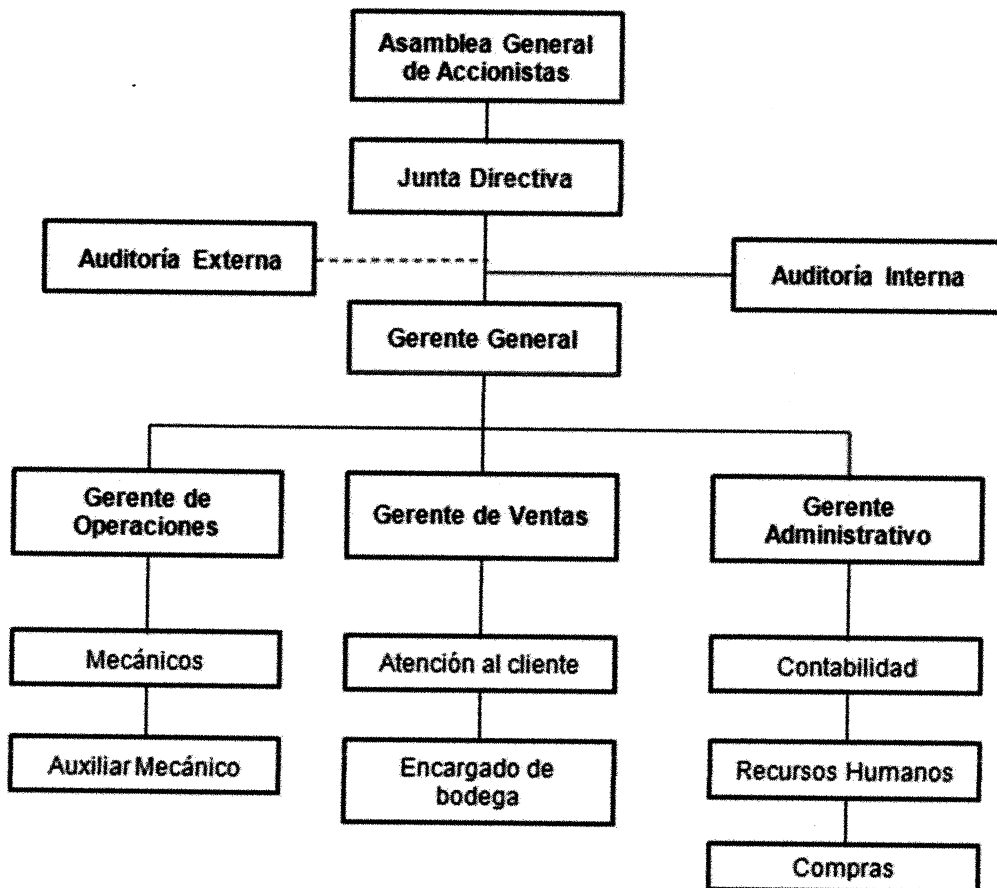 Asamblea General
de Accionistas
Junta Directiva
Auditoría Externa
Auditoría Interna
Gerente General
Gerente de
Operaciones
Gerente de Ventas
Gerente
Administrativo
Mecánicos
Atención al cliente
Contabilidad
Auxiliar Mecánico
Encargado de
bodega
Recursos Humanos
Compras